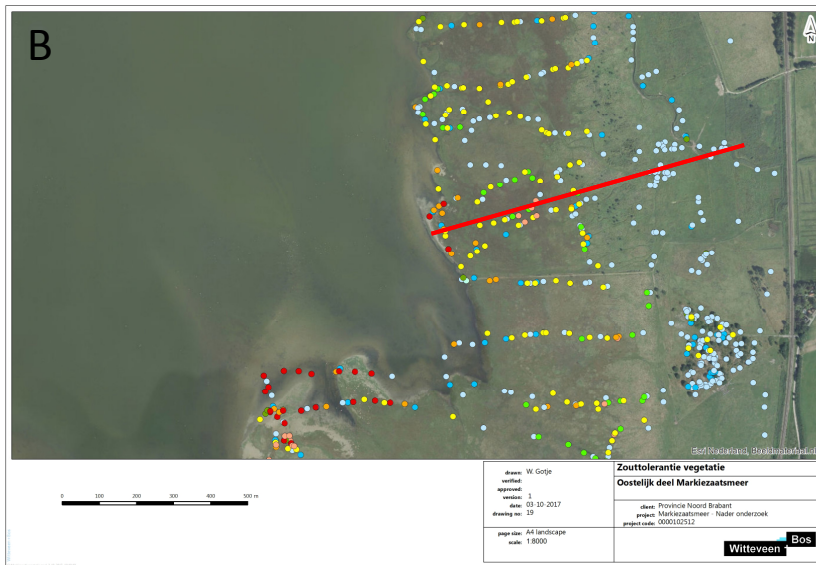 B
N
Esri Nederland, Beeldmateriaal.nl
0 100 200 300 400 500 m
drawn: W. Gotje
verified:
approved:
version: 1
date: 03-10-2017
drawing no: 19
page size: A4 landscape
scale: 1:8000
Zouttolerantie vegetatie
Oostelijk deel Markiezaatsmeer
client: Provincie Noord Brabant
project: Markiezaatsmeer - Nader onderzoek
project code: 0000102512
Witteveen Bos